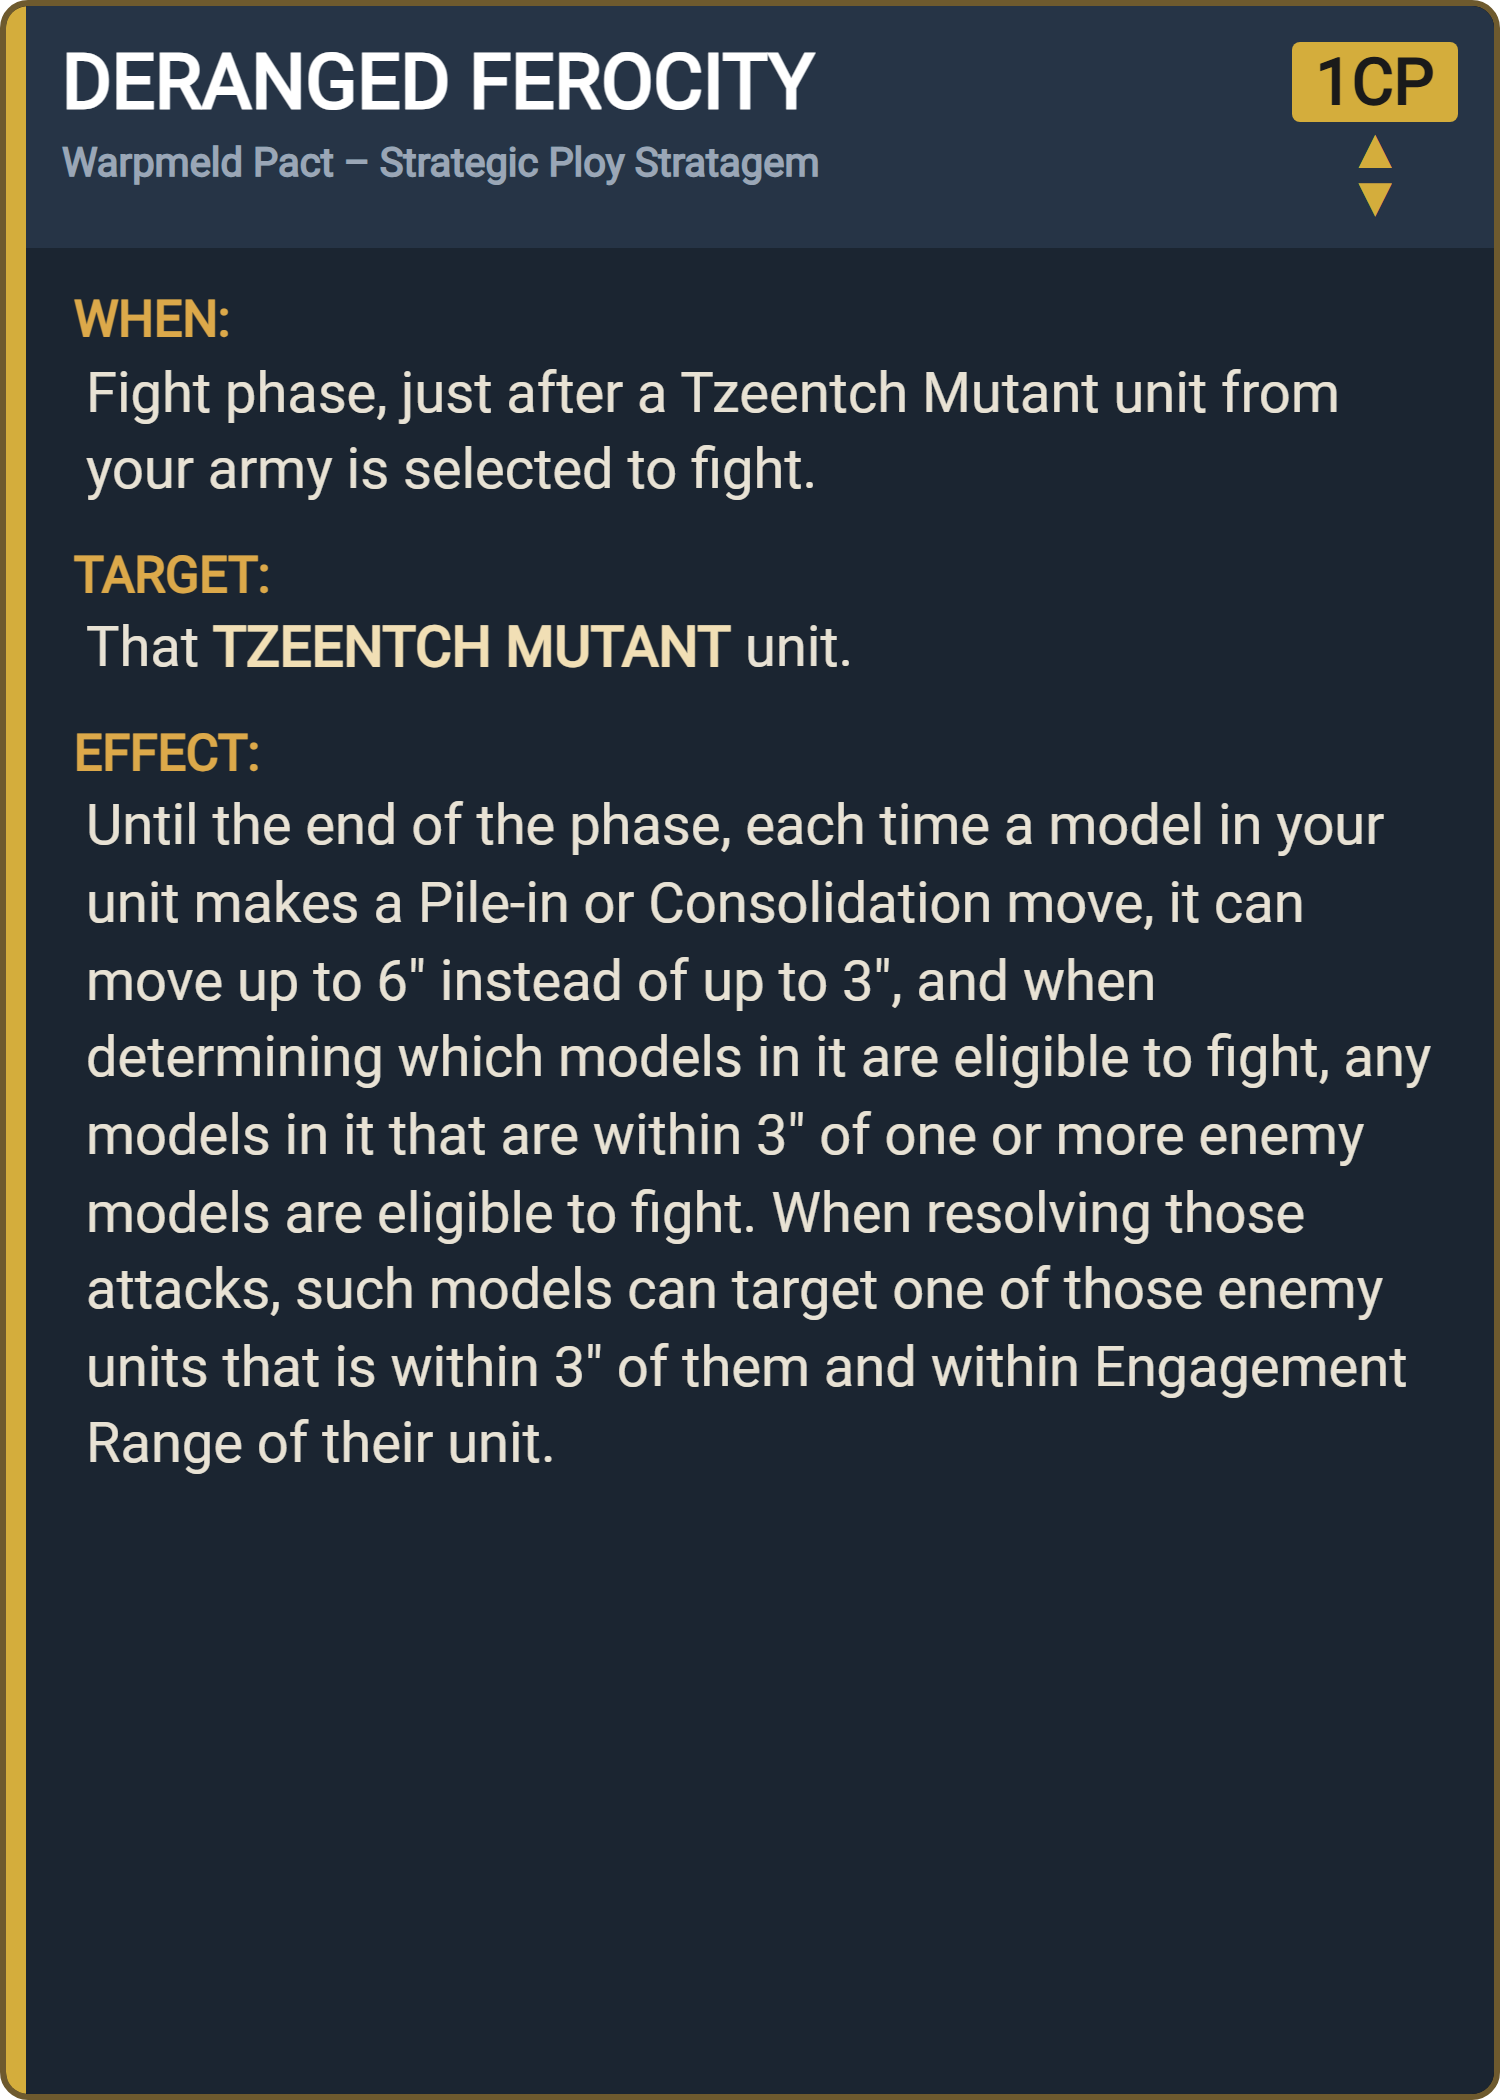 DERANGED FEROCITY
1CP
Warpmeld Pact – Strategic Ploy Stratagem
▲
▼
WHEN:
Fight phase, just after a Tzeentch Mutant unit from
your army is selected to fight.
TARGET:
That TZEENTCH MUTANT unit.
EFFECT:
Until the end of the phase, each time a model in your
unit makes a Pile-in or Consolidation move, it can
move up to 6" instead of up to 3", and when
determining which models in it are eligible to fight, any
models in it that are within 3" of one or more enemy
models are eligible to fight. When resolving those
attacks, such models can target one of those enemy
units that is within 3" of them and within Engagement
Range of their unit.